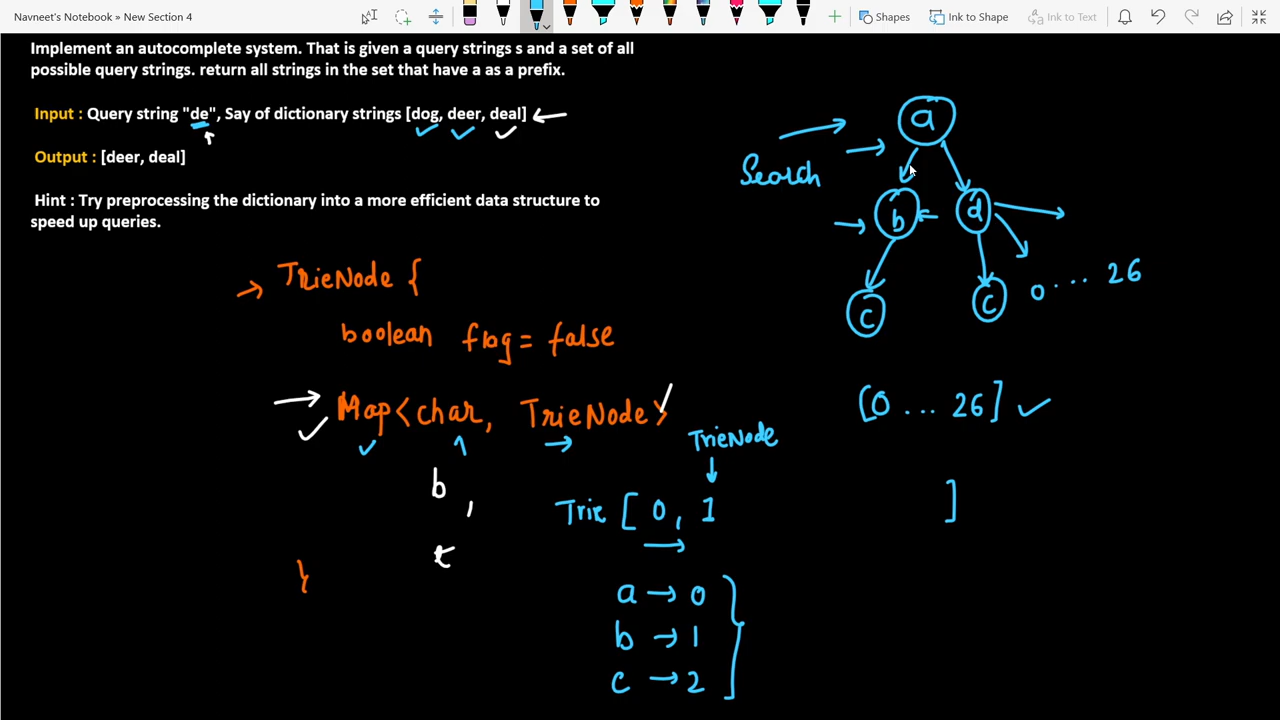 Navneet's Notebook » New Section 4
Shapes
Ink to Shape
Ink to Text
Implement an autocomplete system. That is given a query strings s and a set of all
possible query strings. return all strings in the set that have a as a prefix.
Input : Query string "de", Say of dictionary strings [dog, deer, deal]
Output : [deer, deal]
Hint : Try preprocessing the dictionary into a more efficient data structure to
speed up queries.
a
Search
b
d
c
c
0 ... 26
TrieNode {
boolean flag = false
Map<char, TrieNode>
[0 ... 26]
TrieNode
b,
Trie [ 0, 1 ]
t
}
a → 0
b → 1
c → 2